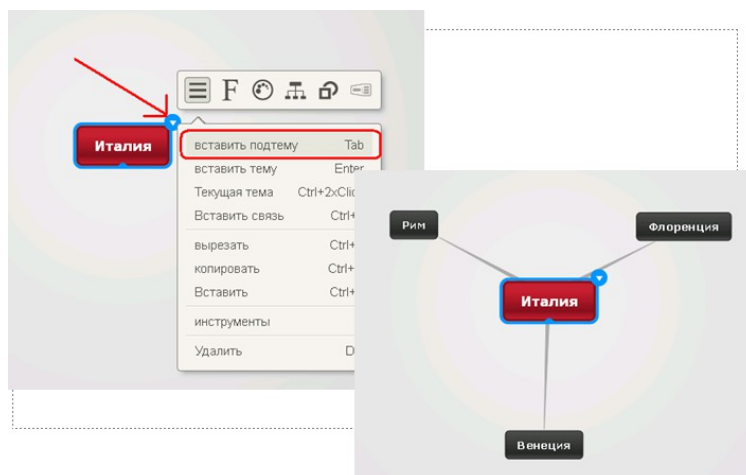 F
Италия
вставить подтему Tab
вставить тему Enter
Текущая тема Ctrl+2xClic
Вставить связь Ctrl+
вырезать Ctrl+
копировать Ctrl+
Вставить Ctrl+
инструменты
Удалить D
Рим
Флоренция
Италия
Венеция